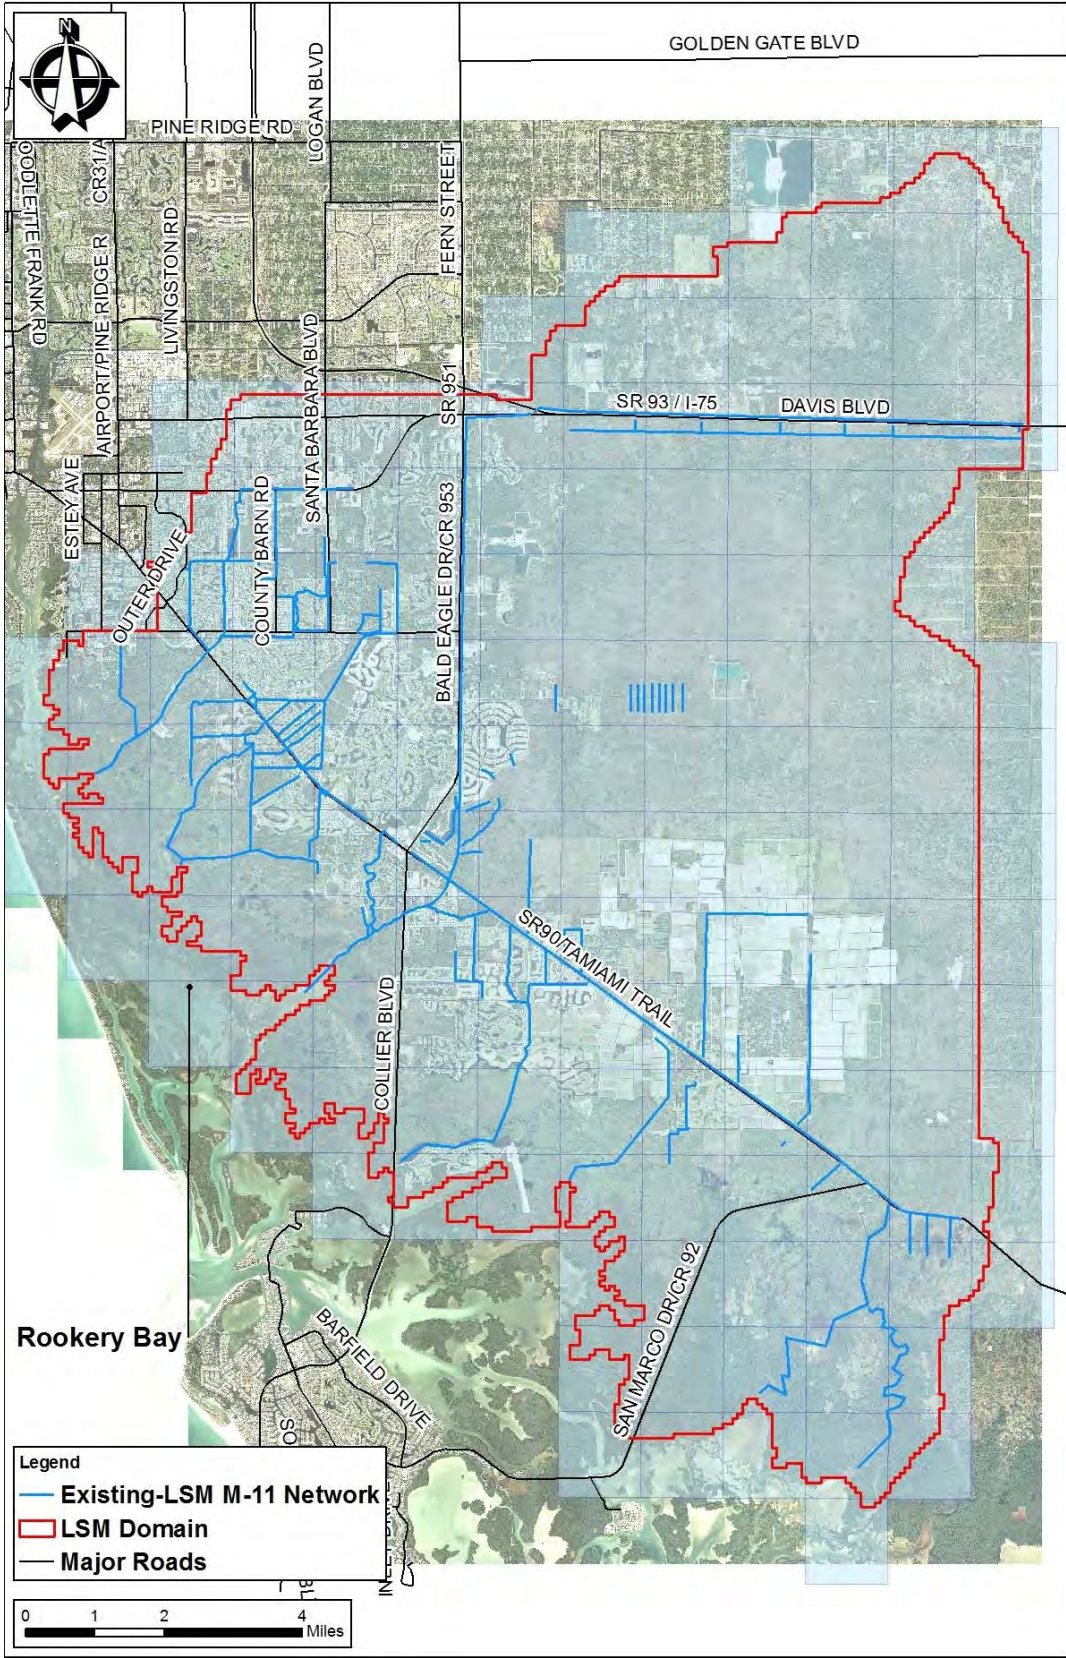 N
GOLDEN GATE BLVD
PINE RIDGE RD
LOGAN BLVD
CR31/A
OODLETTE FRANK RD
AIRPORT/PINE RIDGE R
LIVINGSTON RD
FERN STREET
SANTA BARBARA BLVD
SR 951
SR 93 / I-75
DAVIS BLVD
ESTEY AVE
OUTER DRIVE
COUNTY BARN RD
BALD EAGLE DR/CR 953
SR90/TAMIAMI TRAIL
COLLIER BLVD
SAN MARCO DR/CR 92
Rookery Bay
BARFIELD DRIVE
SO
Legend
Existing-LSM M-11 Network
LSM Domain
Major Roads
BL
0 1 2 4
Miles